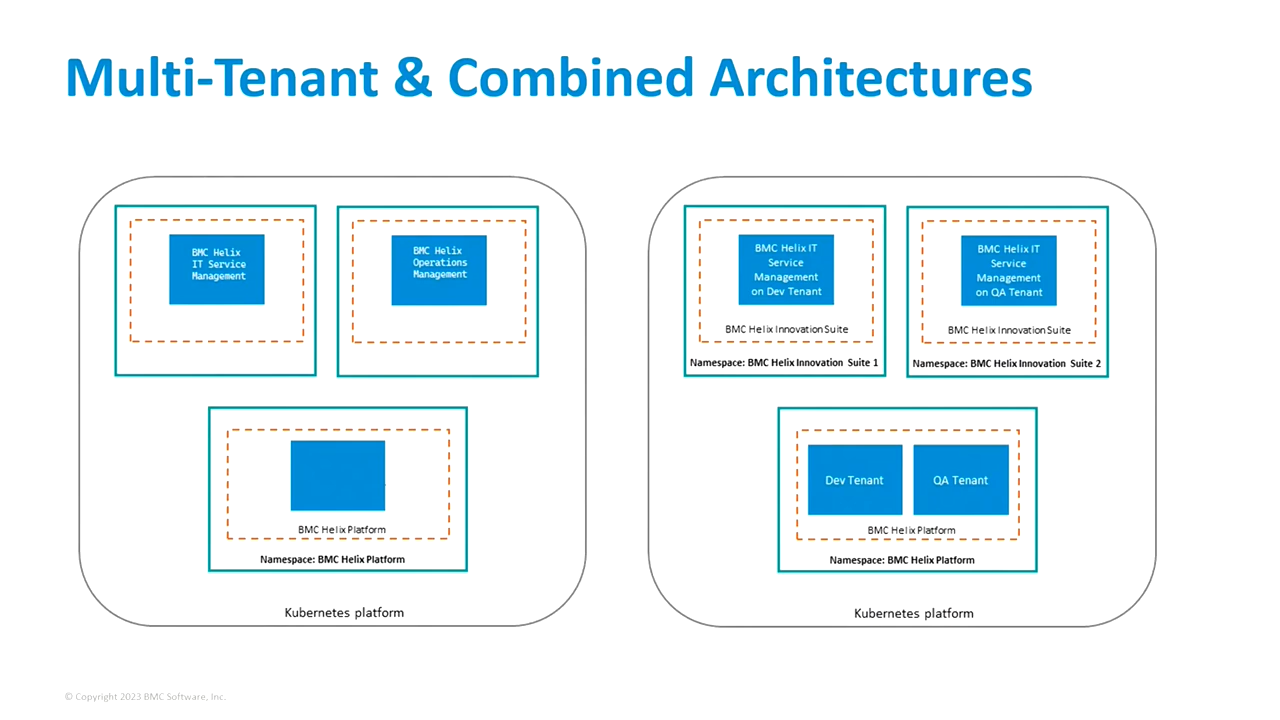 Multi-Tenant & Combined Architectures
BMC Helix
IT Service
Management
BMC Helix
Operations
Management
BMC Helix Platform
Namespace: BMC Helix Platform
Kubernetes platform
BMC Helix IT
Service
Management
on Dev Tenant
BMC Helix Innovation Suite
Namespace: BMC Helix Innovation Suite 1
BMC Helix IT
Service
Management
on QA Tenant
BMC Helix Innovation Suite
Namespace: BMC Helix Innovation Suite 2
Dev Tenant
QA Tenant
BMC Helix Platform
Namespace: BMC Helix Platform
Kubernetes platform
© Copyright 2023 BMC Software, Inc.